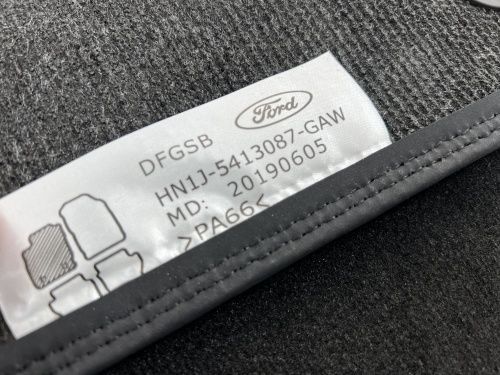 Ford
DFGSB
HN1J-5413087-GAW
MD: 20190605
>PA66<